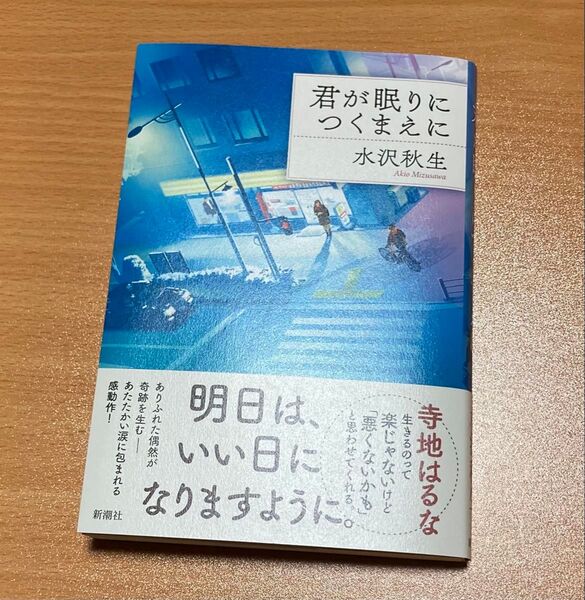 君が眠りに
つくまえに
水沢秋生
Akio Mizusawa
寺地はるな
生きるのって
楽じゃないけど
「悪くないかも」
と思わせてくれる。
明日は、
いい日に
なりますように。
ありふれた偶然が
奇跡を生む──
あたたかい涙に包まれる
感動作！
新潮社